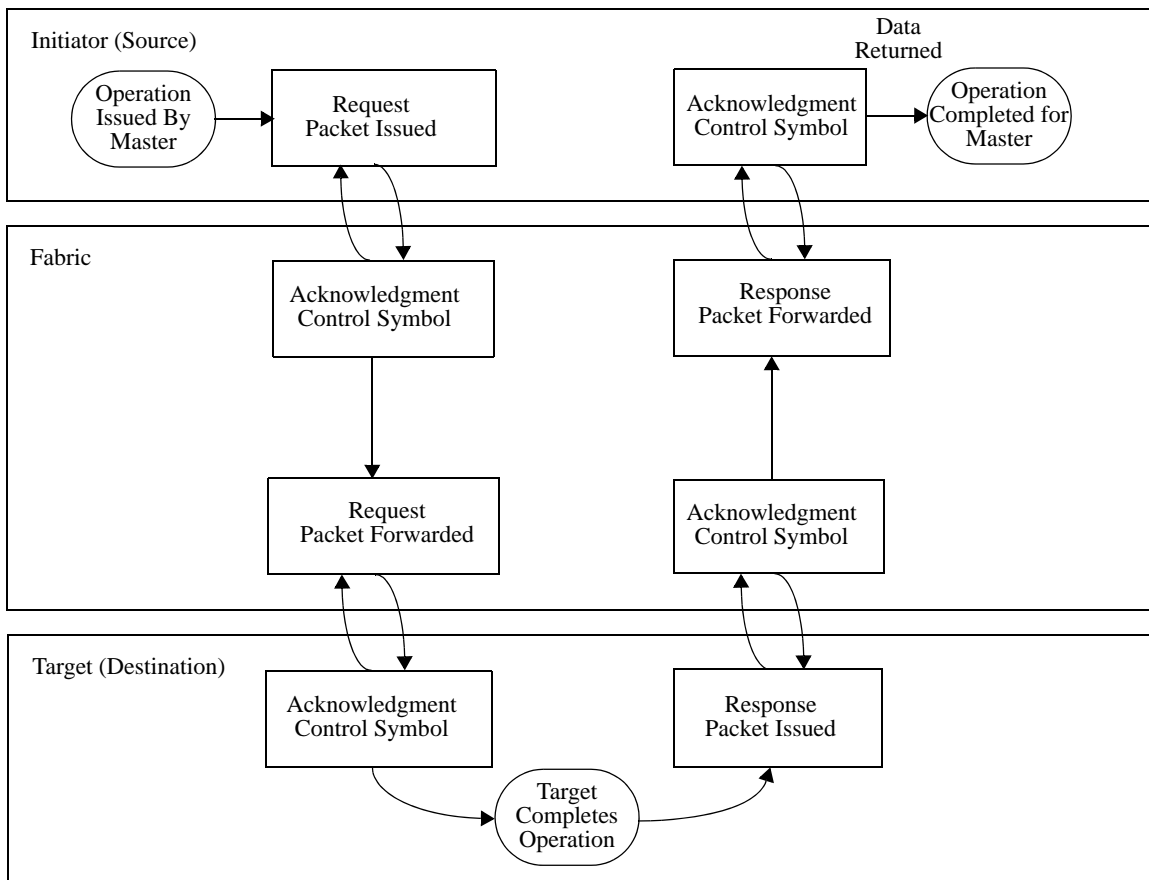 Initiator (Source)
Data
Returned
Operation
Issued By
Master
Request
Packet Issued
Acknowledgment
Control Symbol
Operation
Completed for
Master
Fabric
Acknowledgment
Control Symbol
Response
Packet Forwarded
Request
Packet Forwarded
Acknowledgment
Control Symbol
Target (Destination)
Acknowledgment
Control Symbol
Response
Packet Issued
Target
Completes
Operation